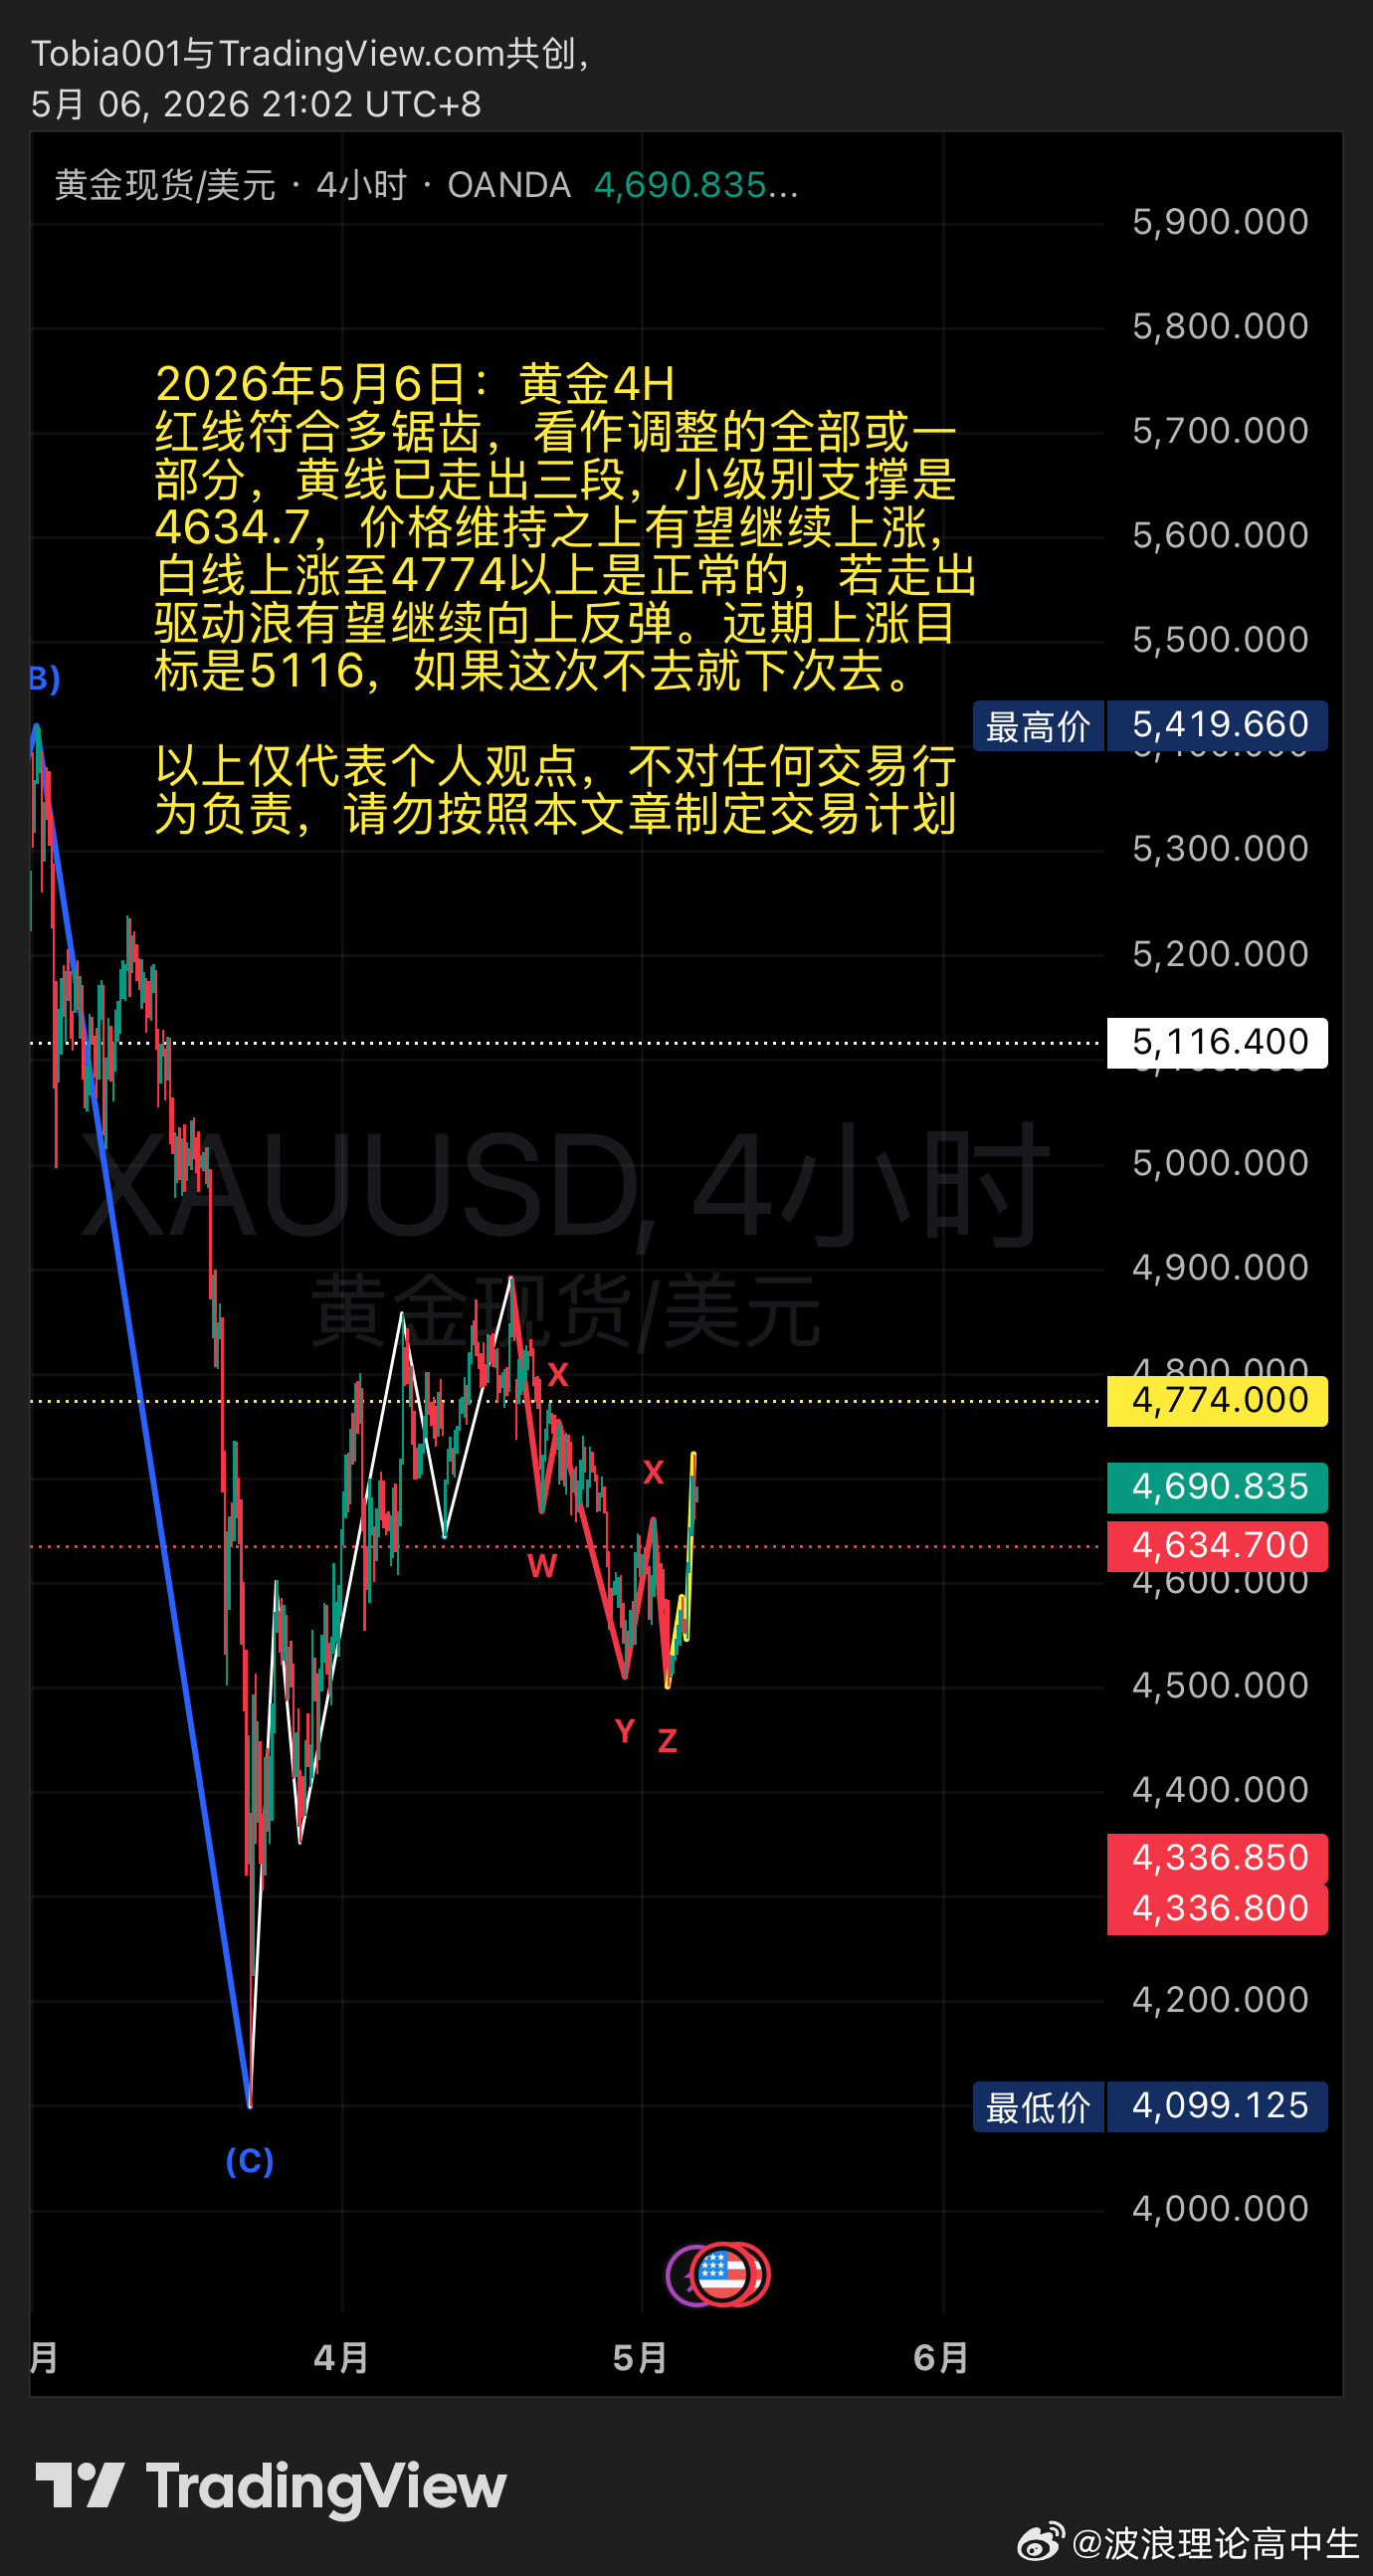 Tobia001与TradingView.com共创，
5月 06, 2026 21:02 UTC+8
黄金现货/美元 · 4小时 · OANDA 4,690.835...
5,900.000
5,800.000
2026年5月6日：黄金4H
红线符合多锯齿，看作调整的全部或一
部分，黄线已走出三段，小级别支撑是
4634.7，价格维持之上有望继续上涨，
白线上涨至4774以上是正常的，若走出
驱动浪有望继续向上反弹。远期上涨目
标是5116，如果这次不去就下次去。
以上仅代表个人观点，不对任何交易行
为负责，请勿按照本文章制定交易计划
5,700.000
5,600.000
5,500.000
B)
最高价 5,419.660
5,300.000
5,200.000
5,116.400
XAUUSD, 4小时
黄金现货/美元
5,000.000
4,900.000
4,800.000
X
4,774.000
X
4,690.835
W
4,634.700
4,600.000
4,500.000
Y
Z
4,400.000
4,336.850
4,336.800
4,200.000
最低价 4,099.125
(C)
4,000.000
月 4月 5月 6月
TradingView
@波浪理论高中生